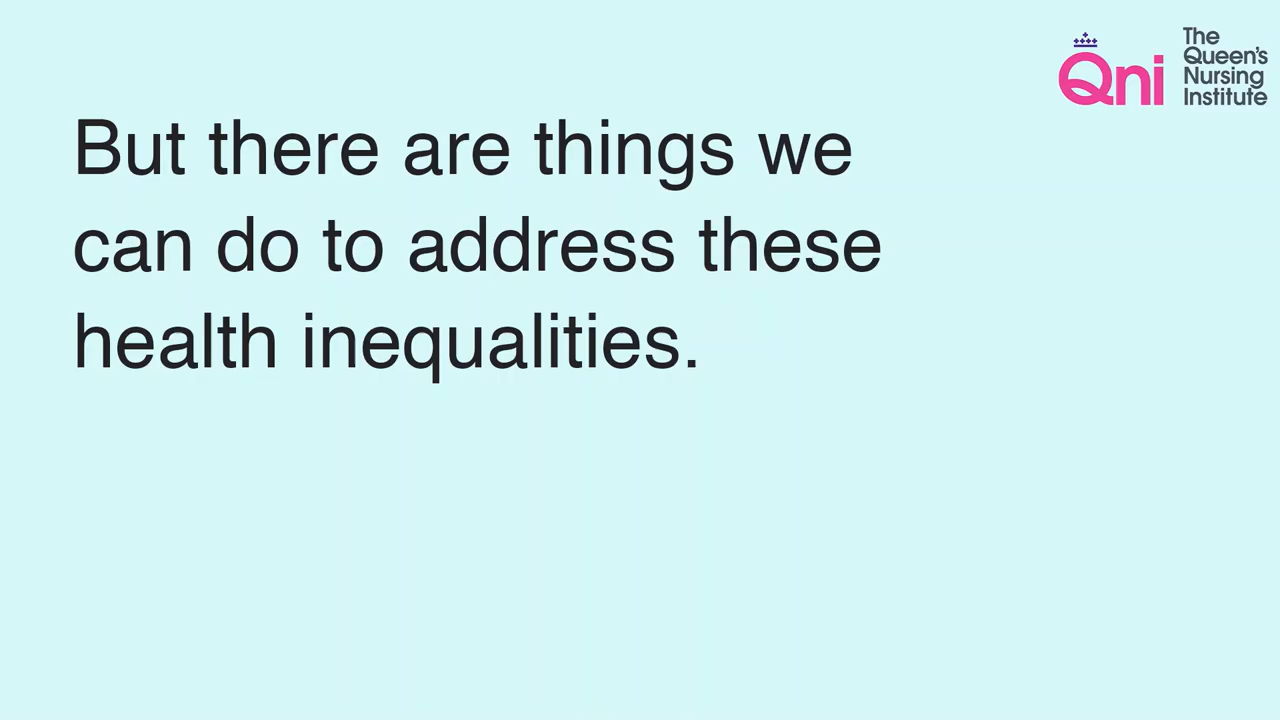 But there are things we
can do to address these
health inequalities.
Qni
The
Queen's
Nursing
Institute